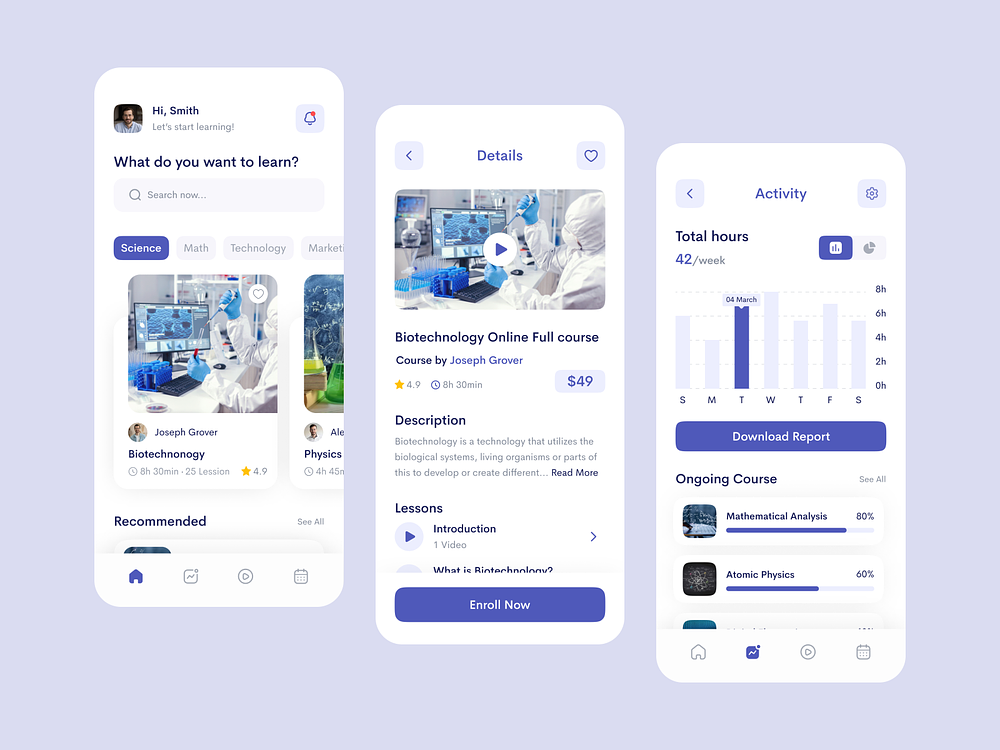 Hi, Smith
Let's start learning!
What do you want to learn?
Search now...
Science Math Technology Marketi
Joseph Grover
Biotechnonogy
8h 30min · 25 Lession 4.9
Ale
Physics
4h 45m
Recommended See All
Details
Biotechnology Online Full course
Course by Joseph Grover
4.9 8h 30min $49
Description
Biotechnology is a technology that utilizes the
biological systems, living organisms or parts of
this to develop or create different... Read More
Lessons
Introduction
1 Video
What is Biotechnology?
Enroll Now
Activity
Total hours
42/week
04 March
8h
6h
4h
2h
0h
S M T W T F S
Download Report
Ongoing Course See All
Mathematical Analysis 80%
Atomic Physics 60%